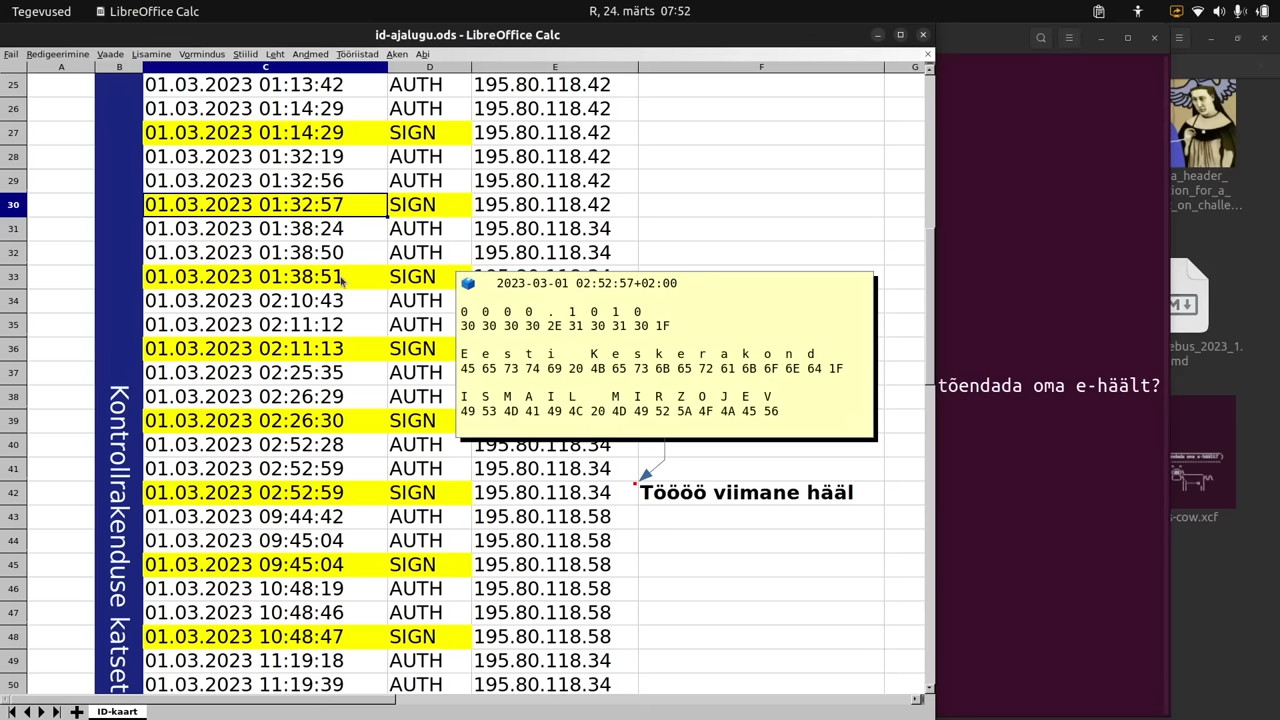 Tegevused LibreOffice Calc R, 24. märts 07:52
id-ajalugu.ods - LibreOffice Calc
Fail Redigeerimine Vaade Lisamine Vormindus Stiilid Leht Andmed Tööriistad Aken Abi
A B C D E F G
25 01.03.2023 01:13:42 AUTH 195.80.118.42
26 01.03.2023 01:14:29 AUTH 195.80.118.42
27 01.03.2023 01:14:29 SIGN 195.80.118.42
28 01.03.2023 01:32:19 AUTH 195.80.118.42
29 01.03.2023 01:32:56 AUTH 195.80.118.42
30 01.03.2023 01:32:57 SIGN 195.80.118.42
31 01.03.2023 01:38:24 AUTH 195.80.118.34
32 01.03.2023 01:38:50 AUTH 195.80.118.34
33 01.03.2023 01:38:51 SIGN
34 01.03.2023 02:10:43 AUTH
35 01.03.2023 02:11:12 AUTH
36 01.03.2023 02:11:13 SIGN
37 01.03.2023 02:25:35 AUTH
38 01.03.2023 02:26:29 AUTH
39 01.03.2023 02:26:30 SIGN
40 01.03.2023 02:52:28 AUTH 195.80.118.34
41 01.03.2023 02:52:59 AUTH 195.80.118.34
42 01.03.2023 02:52:59 SIGN 195.80.118.34 Töööö viimane hääl
43 01.03.2023 09:44:42 AUTH 195.80.118.58
44 01.03.2023 09:45:04 AUTH 195.80.118.58
45 01.03.2023 09:45:04 SIGN 195.80.118.58
46 01.03.2023 10:48:19 AUTH 195.80.118.58
47 01.03.2023 10:48:46 AUTH 195.80.118.58
48 01.03.2023 10:48:47 SIGN 195.80.118.58
49 01.03.2023 11:19:18 AUTH 195.80.118.34
50 01.03.2023 11:19:39 AUTH 195.80.118.34
Kontrollrakenduse katset
2023-03-01 02:52:57+02:00
0 0 0 0 . 1 0 1 0
30 30 30 30 2E 31 30 31 30 1F
E e s t i K e s k e r a k o n d
45 65 73 74 69 20 4B 65 73 6B 65 72 61 6B 6F 6E 64 1F
I S M A I L M I R Z O J E V
49 53 4D 41 49 4C 20 4D 49 52 5A 4F 4A 45 56
ID-kaart
tõendada oma e-häält?
a_header_
ion_for_a_
_on_challe...
M
ebus_2023_1.
md
s-cow.xcf